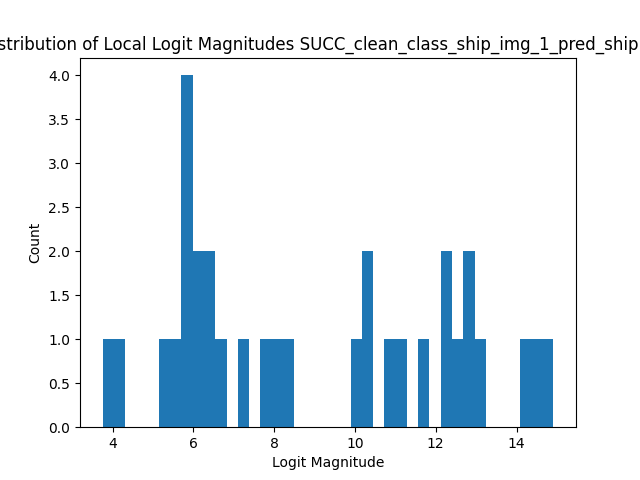 stribution of Local Logit Magnitudes SUCC_clean_class_ship_img_1_pred_ship
4.0
3.5
3.0
2.5
2.0
1.5
1.0
0.5
0.0
Count
4 6 8 10 12 14
Logit Magnitude